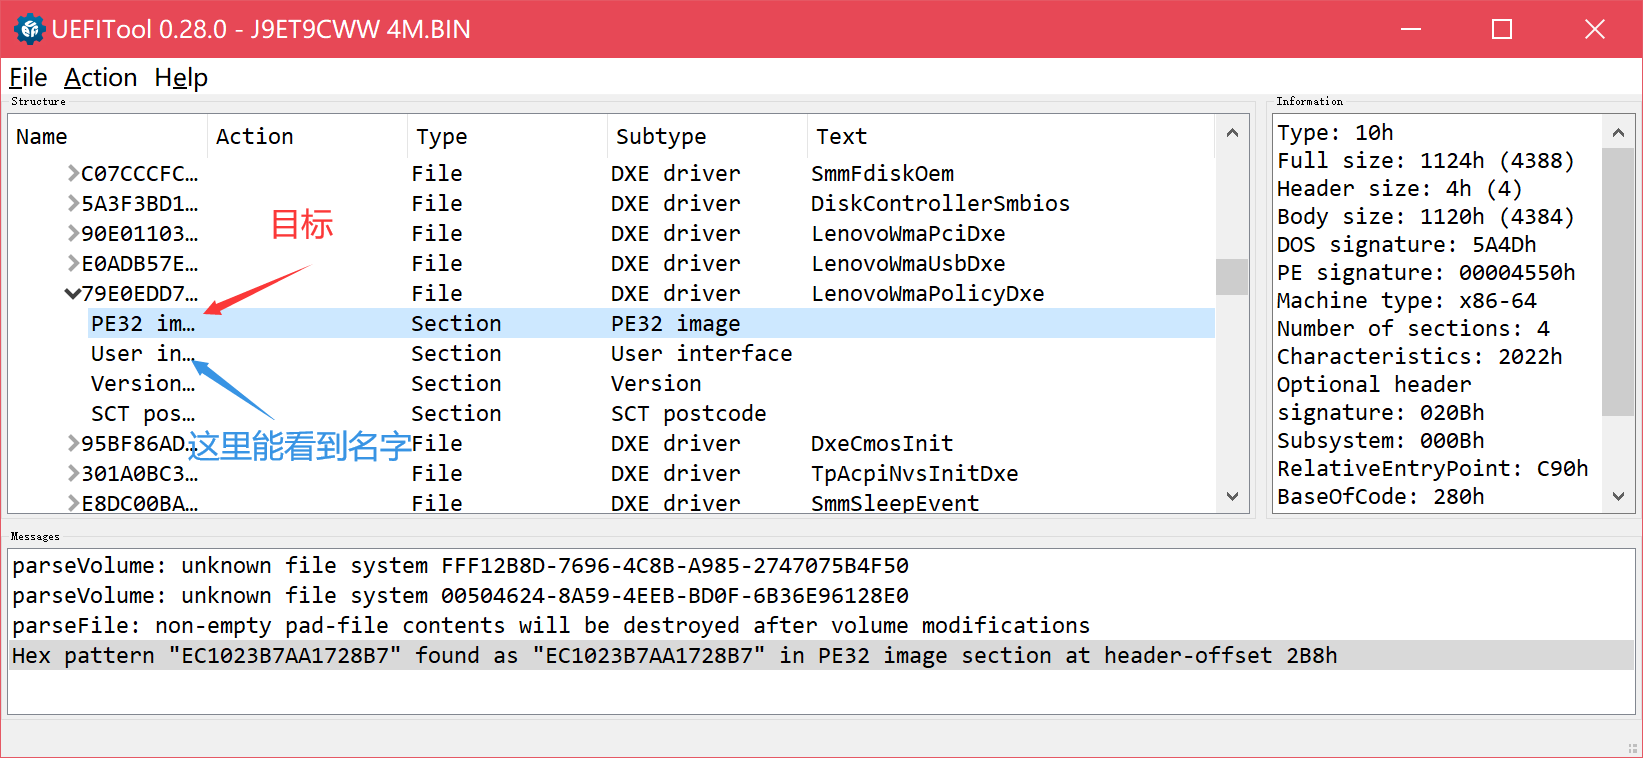 UEFITool 0.28.0 - J9ET9CWW 4M.BIN
File Action Help
Structure
Name Action Type Subtype Text
C07CCCFC… File DXE driver SmmFdiskOem
5A3F3BD1… File DXE driver DiskControllerSmbios
90E01103… File DXE driver LenovoWmaPciDxe
目标
E0ADB57E… File DXE driver LenovoWmaUsbDxe
79E0EDD7… File DXE driver LenovoWmaPolicyDxe
PE32 im… Section PE32 image
User in… Section User interface
Version… Section Version
SCT pos… Section SCT postcode
95BF86AD… File DXE driver DxeCmosInit
这里能看到名字
301A0BC3… File DXE driver TpAcpiNvsInitDxe
E8DC00BA… File DXE driver SmmSleepEvent
Information
Type: 10h
Full size: 1124h (4388)
Header size: 4h (4)
Body size: 1120h (4384)
DOS signature: 5A4Dh
PE signature: 00004550h
Machine type: x86-64
Number of sections: 4
Characteristics: 2022h
Optional header
signature: 020Bh
Subsystem: 000Bh
RelativeEntryPoint: C90h
BaseOfCode: 280h
Messages
parseVolume: unknown file system FFF12B8D-7696-4C8B-A985-2747075B4F50
parseVolume: unknown file system 00504624-8A59-4EEB-BD0F-6B36E96128E0
parseFile: non-empty pad-file contents will be destroyed after volume modifications
Hex pattern "EC1023B7AA1728B7" found as "EC1023B7AA1728B7" in PE32 image section at header-offset 2B8h